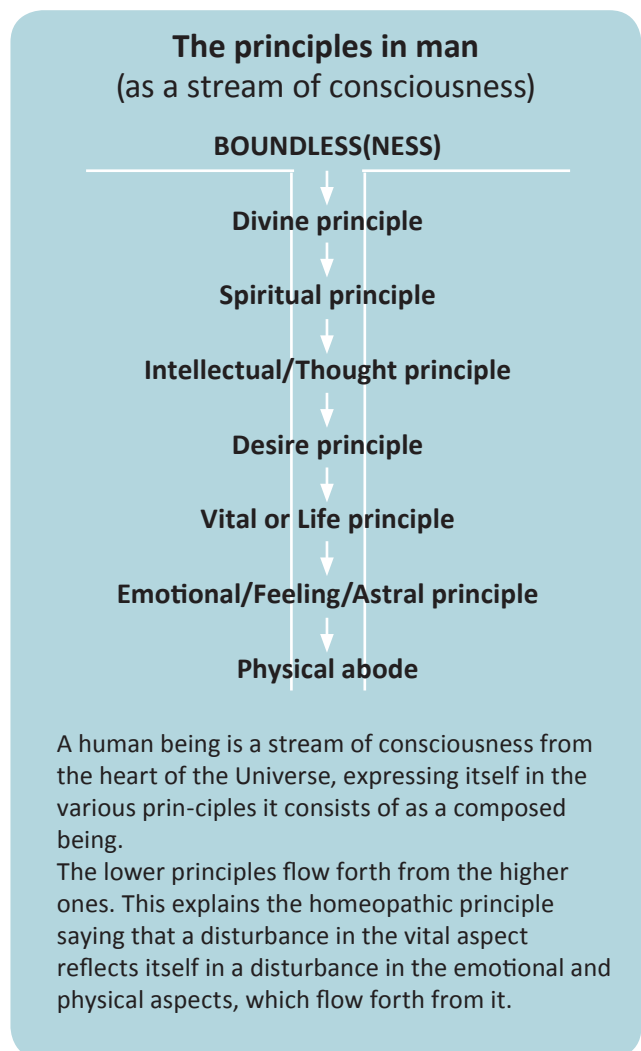 The principles in man
(as a stream of consciousness)
BOUNDLESS(NESS)
Divine principle
Spiritual principle
Intellectual/Thought principle
Desire principle
Vital or Life principle
Emotional/Feeling/Astral principle
Physical abode
A human being is a stream of consciousness from
the heart of the Universe, expressing itself in the
various prin-ciples it consists of as a composed
being.
The lower principles flow forth from the higher
ones. This explains the homeopathic principle
saying that a disturbance in the vital aspect
reflects itself in a disturbance in the emotional and
physical aspects, which flow forth from it.